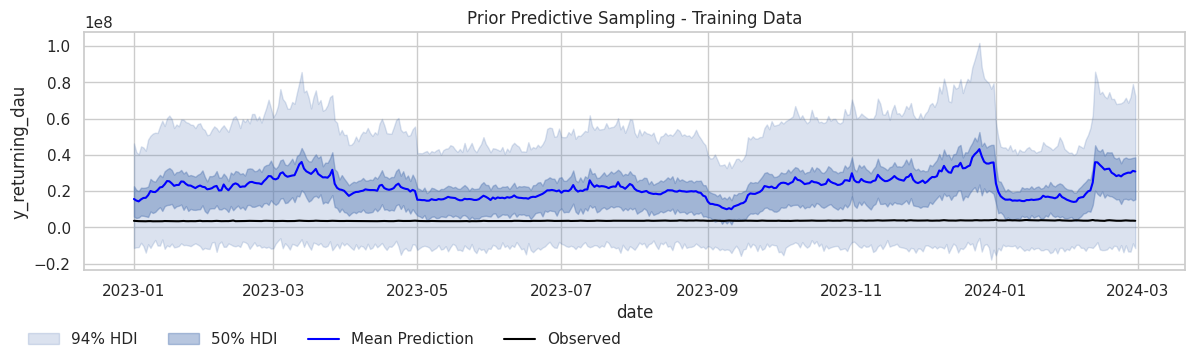 Prior Predictive Sampling - Training Data
1e8
1.0
0.8
0.6
0.4
0.2
0.0
−0.2
y_returning_dau
2023-01 2023-03 2023-05 2023-07 2023-09 2023-11 2024-01 2024-03
date
94% HDI 50% HDI Mean Prediction Observed